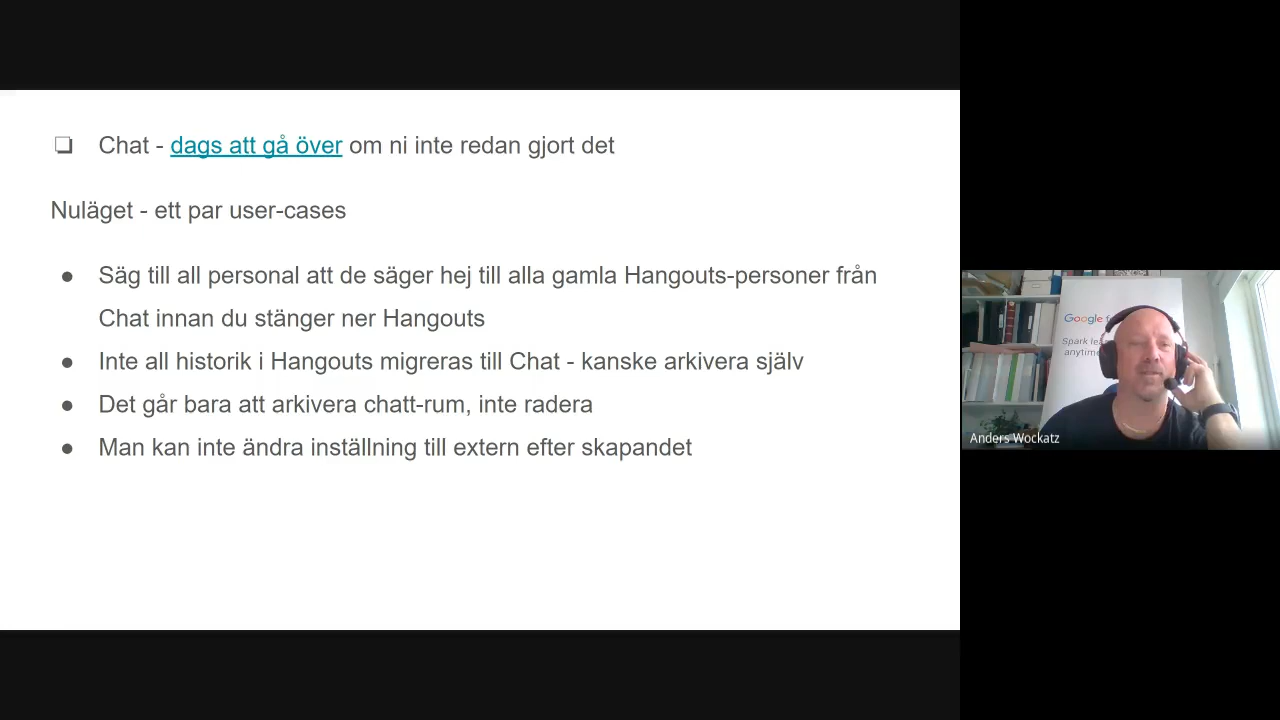 ❏ Chat - dags att gå över om ni inte redan gjort det
Nuläget - ett par user-cases
● Säg till all personal att de säger hej till alla gamla Hangouts-personer från
Chat innan du stänger ner Hangouts
● Inte all historik i Hangouts migreras till Chat - kanske arkivera själv
● Det går bara att arkivera chatt-rum, inte radera
● Man kan inte ändra inställning till extern efter skapandet
Google
Spark
anytime
Anders Wockatz